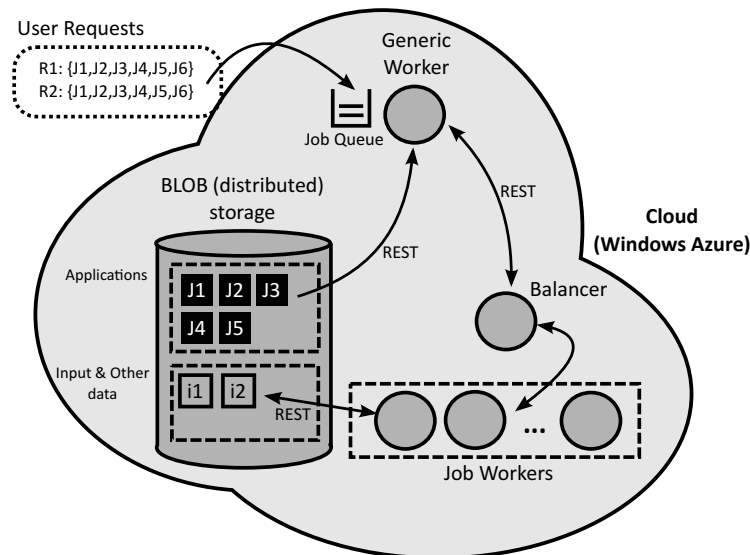 User Requests
R1: {J1,J2,J3,J4,J5,J6}
R2: {J1,J2,J3,J4,J5,J6}
Generic
Worker
Job Queue
BLOB (distributed)
storage
REST
REST
Cloud
(Windows Azure)
Applications
J1 J2 J3
J4 J5
Balancer
Input & Other
data
i1 i2
REST
...
Job Workers